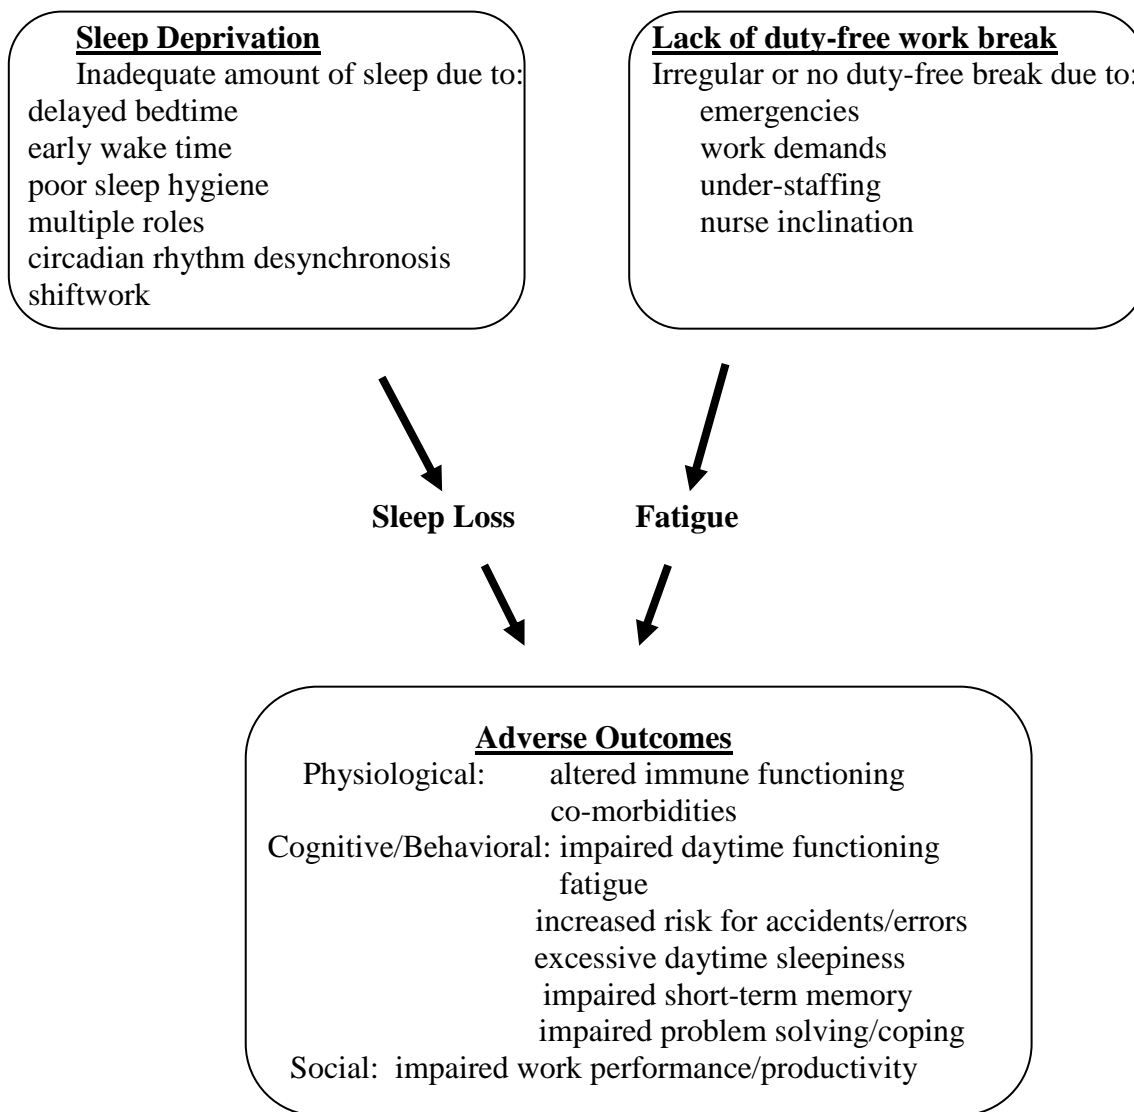 Sleep Deprivation
Inadequate amount of sleep due to:
delayed bedtime
early wake time
poor sleep hygiene
multiple roles
circadian rhythm desynchronosis
shiftwork
Lack of duty-free work break
Irregular or no duty-free break due to:
emergencies
work demands
under-staffing
nurse inclination
Sleep Loss
Fatigue
Adverse Outcomes
Physiological: altered immune functioning
co-morbidities
Cognitive/Behavioral: impaired daytime functioning
fatigue
increased risk for accidents/errors
excessive daytime sleepiness
impaired short-term memory
impaired problem solving/coping
Social: impaired work performance/productivity